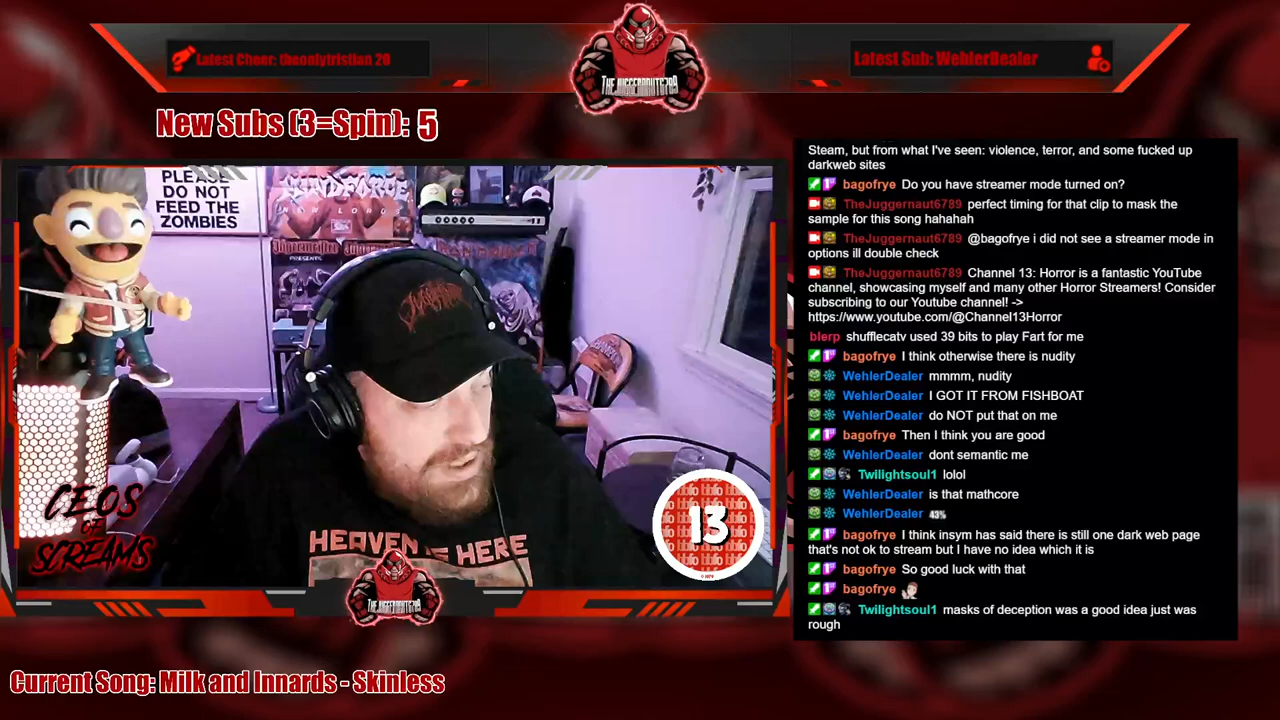 Latest Cheer: theonlytristian 20
Latest Sub: WehlerDealer
THEJUGGERNAUT6789
New Subs (3=Spin): 5
PLEASE
DO NOT
FEED THE
ZOMBIES
MINDFORCE
NEW LORD
Jägermeister
PRESENTS
HEAVEN IS HERE
CEOS
OF
SCREAMS
13
THEJUGGERNAUT6789
Steam, but from what I've seen: violence, terror, and some fucked up
darkweb sites
bagofrye Do you have streamer mode turned on?
TheJuggernaut6789 perfect timing for that clip to mask the
sample for this song hahahah
TheJuggernaut6789 @bagofrye i did not see a streamer mode in
options ill double check
TheJuggernaut6789 Channel 13: Horror is a fantastic YouTube
channel, showcasing myself and many other Horror Streamers! Consider
subscribing to our Youtube channel! ->
https://www.youtube.com/@Channel13Horror
blerp shufflecatv used 39 bits to play Fart for me
bagofrye I think otherwise there is nudity
WehlerDealer mmmm, nudity
WehlerDealer I GOT IT FROM FISHBOAT
WehlerDealer do NOT put that on me
bagofrye Then I think you are good
WehlerDealer dont semantic me
Twilightsoul1 lolol
WehlerDealer is that mathcore
WehlerDealer 43%
bagofrye I think insym has said there is still one dark web page
that's not ok to stream but I have no idea which it is
bagofrye So good luck with that
bagofrye
Twilightsoul1 masks of deception was a good idea just was
rough
Current Song: Milk and Innards - Skinless